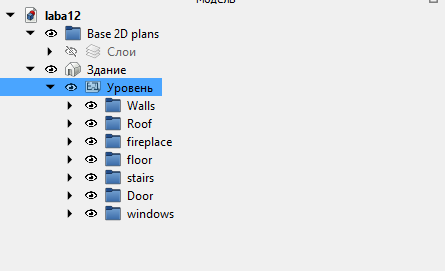 Модель
laba12
Base 2D plans
Слои
Здание
Уровень
Walls
Roof
fireplace
floor
stairs
Door
windows